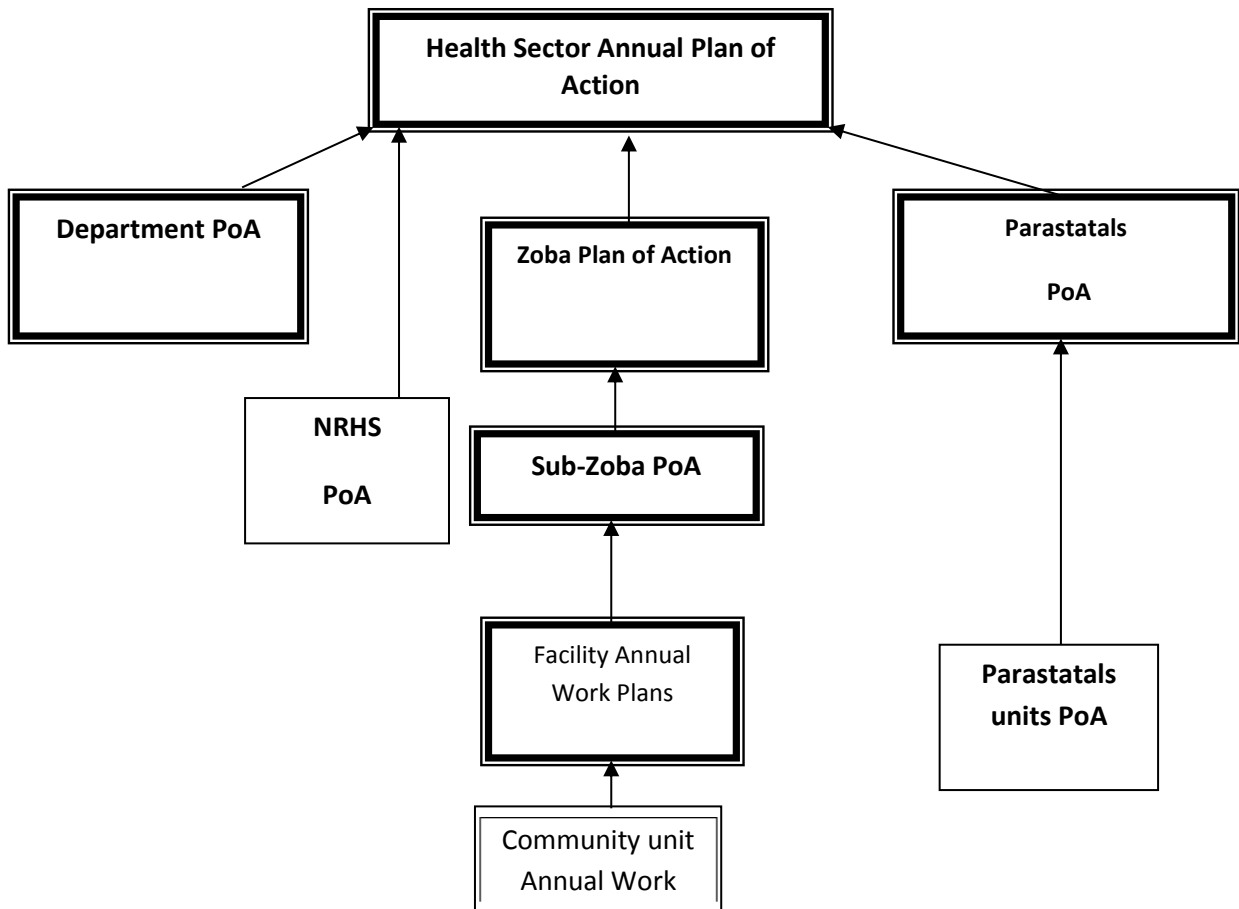 Health Sector Annual Plan of
Action
Department PoA
Zoba Plan of Action
Parastatals
PoA
NRHS
PoA
Sub-Zoba PoA
Facility Annual
Work Plans
Parastatals
units PoA
Community unit
Annual Work